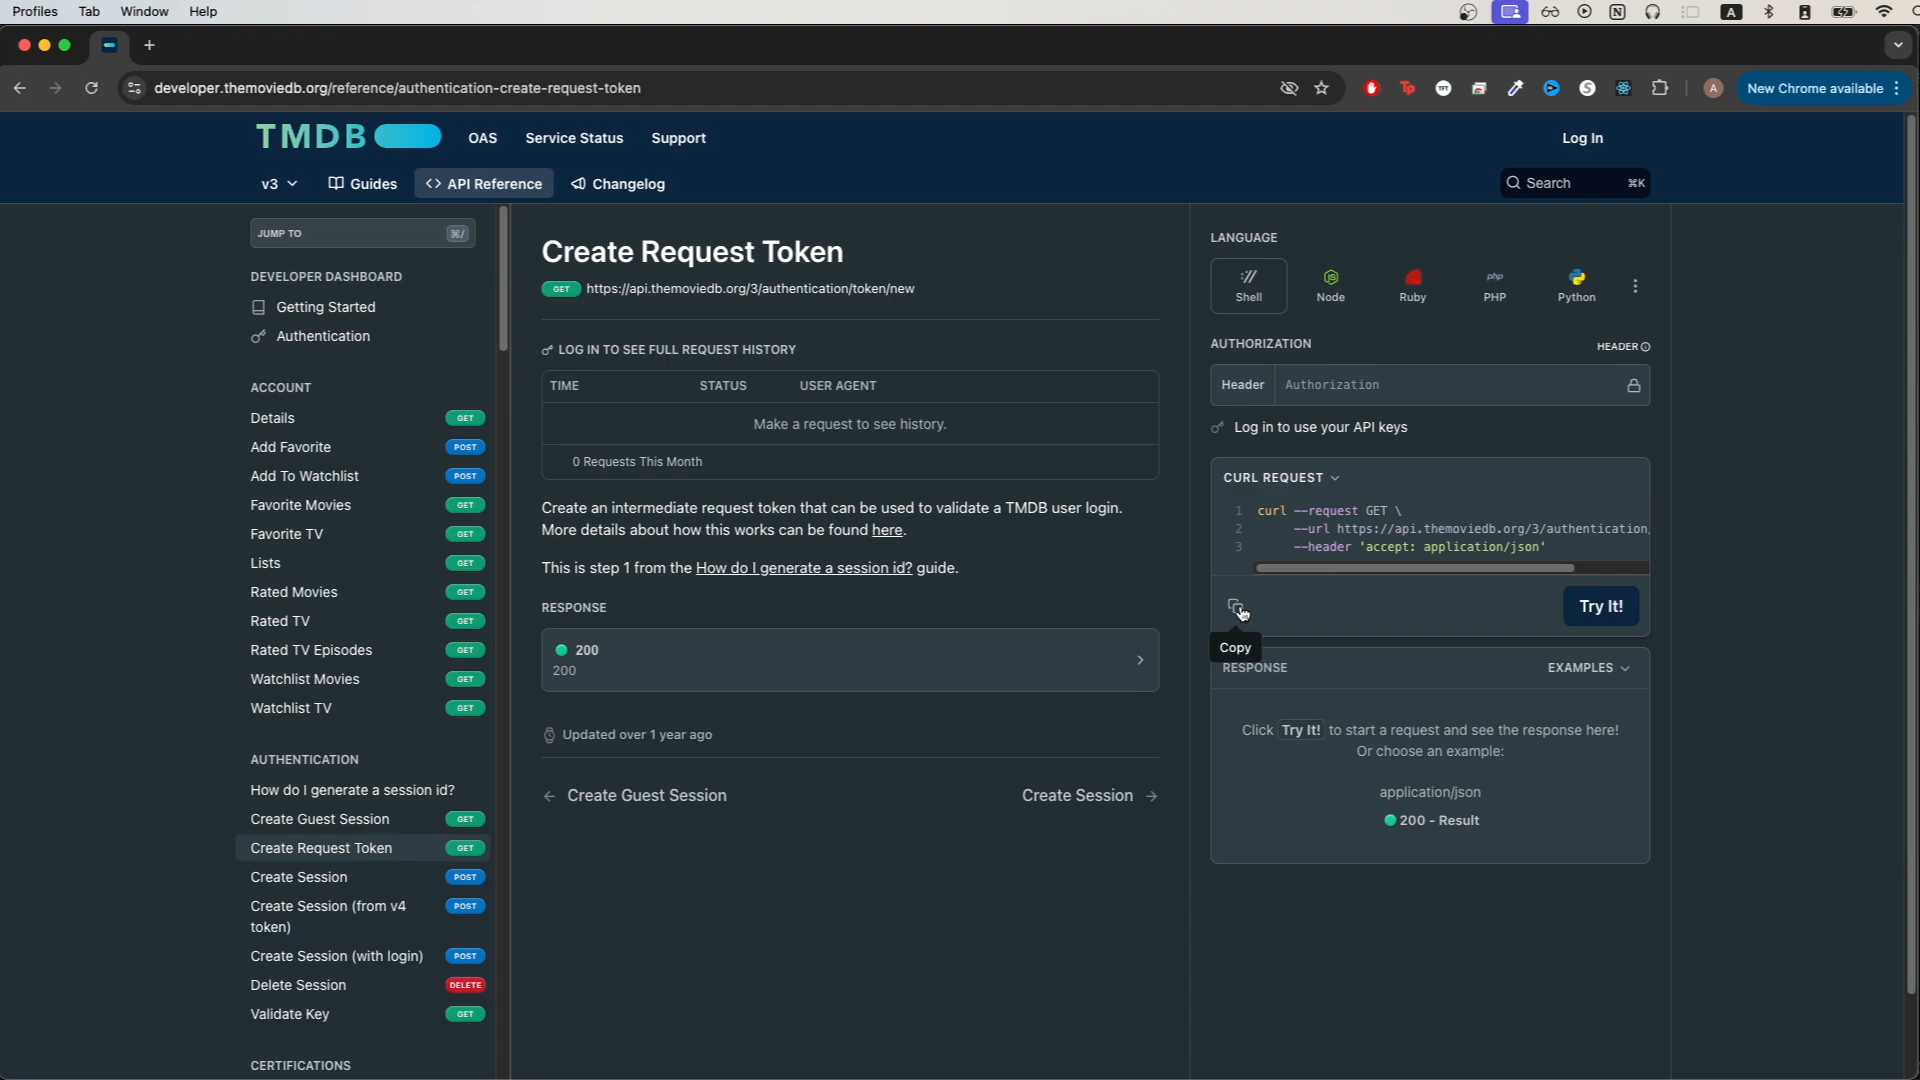 Profiles Tab Window Help
A
developer.themoviedb.org/reference/authentication-create-request-token
A
New Chrome available
TMDB OAS Service Status Support Log In
v3 Guides <> API Reference Changelog Search ⌘K
JUMP TO ⌘/
DEVELOPER DASHBOARD
Getting Started
Authentication
ACCOUNT
Details GET
Add Favorite POST
Add To Watchlist POST
Favorite Movies GET
Favorite TV GET
Lists GET
Rated Movies GET
Rated TV GET
Rated TV Episodes GET
Watchlist Movies GET
Watchlist TV GET
AUTHENTICATION
How do I generate a session id?
Create Guest Session GET
Create Request Token GET
Create Session POST
Create Session (from v4 POST
token)
Create Session (with login) POST
Delete Session DELETE
Validate Key GET
CERTIFICATIONS
Create Request Token
GET https://api.themoviedb.org/3/authentication/token/new
LOG IN TO SEE FULL REQUEST HISTORY
TIME STATUS USER AGENT
Make a request to see history.
0 Requests This Month
Create an intermediate request token that can be used to validate a TMDB user login.
More details about how this works can be found here.
This is step 1 from the How do I generate a session id? guide.
RESPONSE
200
200
Updated over 1 year ago
← Create Guest Session Create Session →
LANGUAGE
Shell Node Ruby php PHP Python
AUTHORIZATION HEADER
Header Authorization
Log in to use your API keys
CURL REQUEST
1 curl --request GET \
2 --url https://api.themoviedb.org/3/authentication
3 --header 'accept: application/json'
Try It!
Copy
RESPONSE EXAMPLES
Click Try It! to start a request and see the response here!
Or choose an example:
application/json
200 - Result